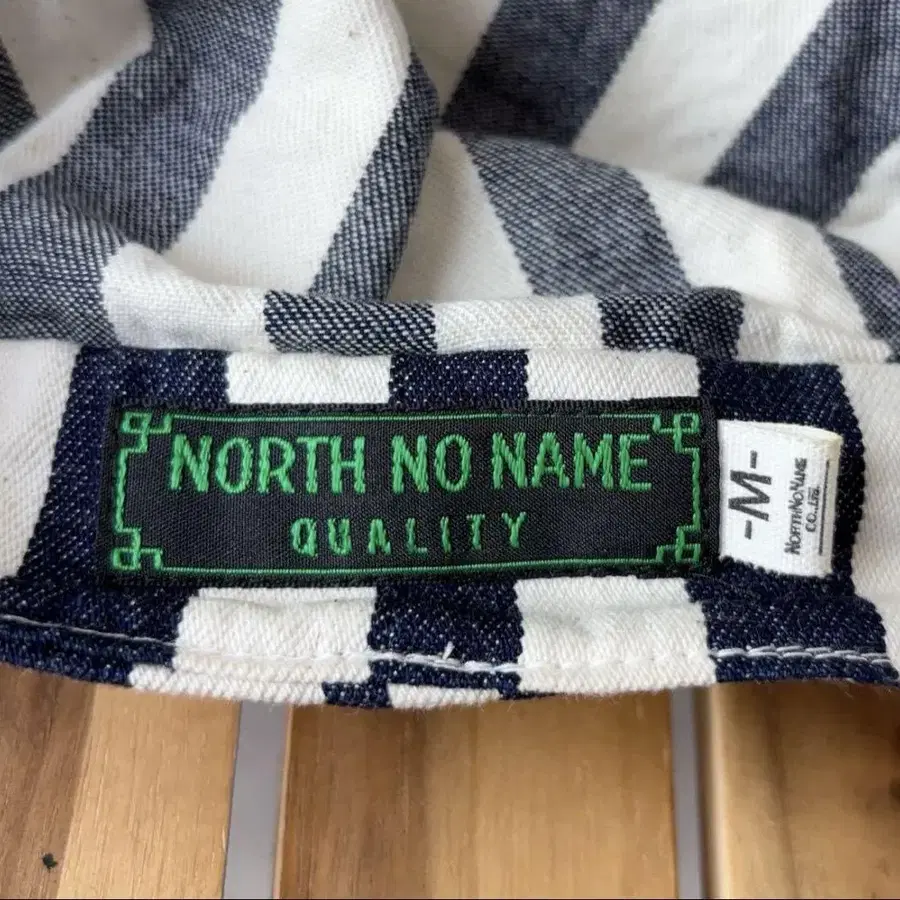 NORTH NO NAME
QUALITY
-M-
NORTHNONAME
CO.,LTD.